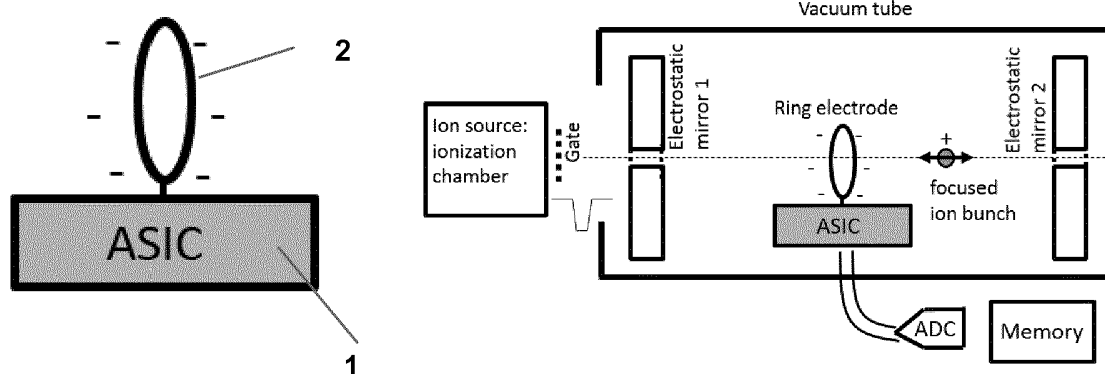 2
ASIC
1
Vacuum tube
Electrostatic
mirror 1
Electrostatic
mirror 2
Ring electrode
Ion source:
ionization
chamber
Gate
+
focused
ion bunch
ASIC
ADC
Memory